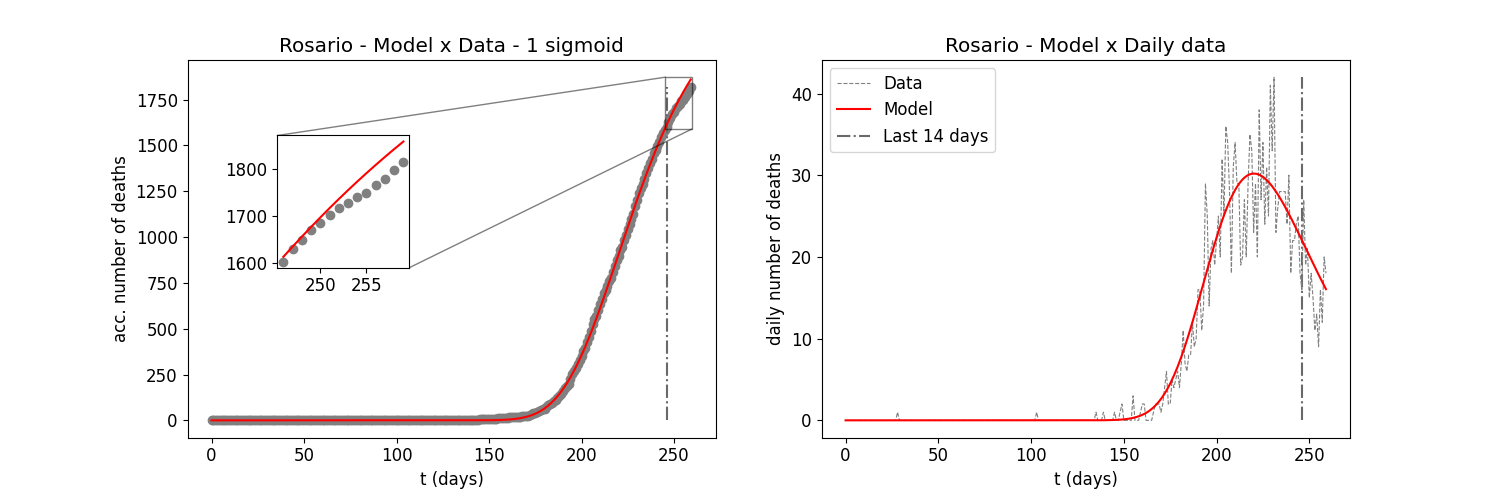 Rosario - Model x Data - 1 sigmoid
acc. number of deaths
1750
1500
1250
1000
750
500
250
0
1800
1700
1600
250 255
0 50 100 150 200 250
t (days)
Rosario - Model x Daily data
daily number of deaths
40
30
20
10
0
Data
Model
Last 14 days
0 50 100 150 200 250
t (days)